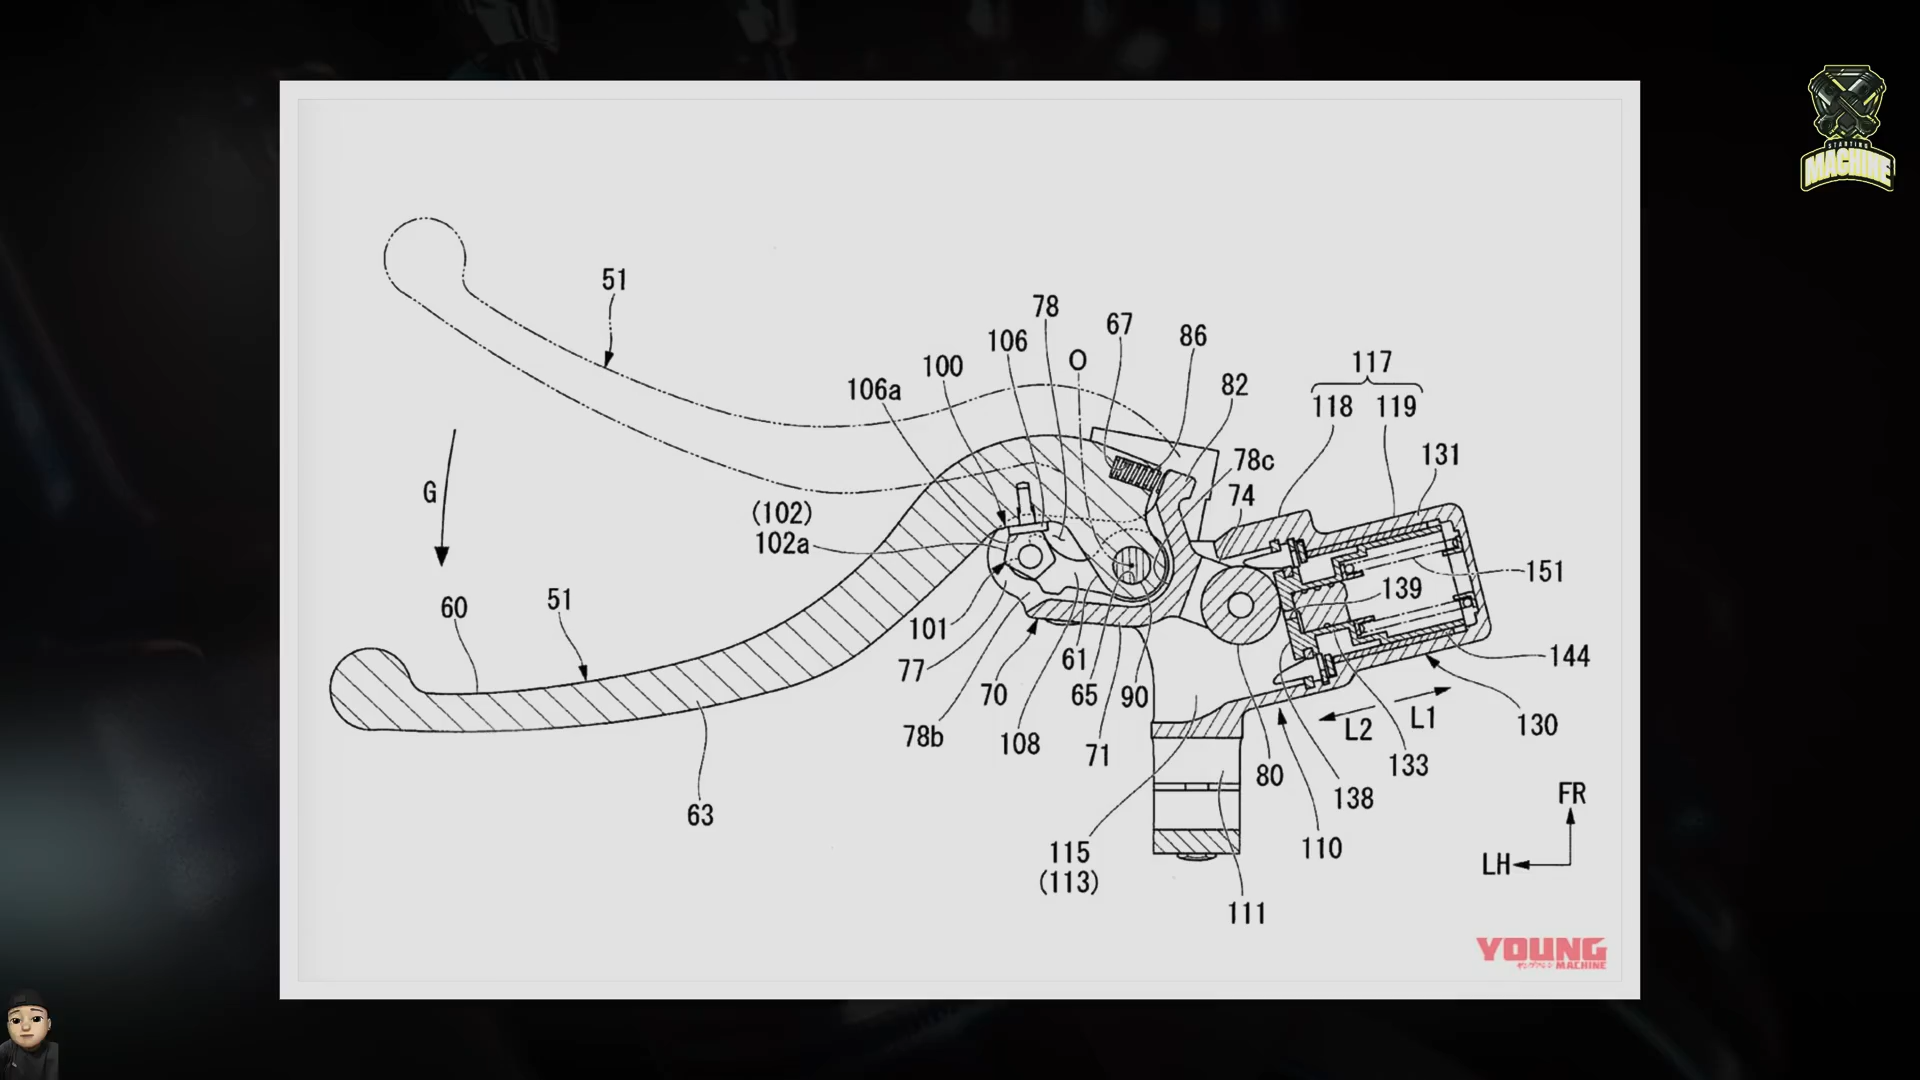 STARTING
MACHINE
51
78
67
O
86
106
100
106a
82
117
118 119
78c
131
74
G
(102)
102a
151
139
60
51
101
77
61
144
70
65
90
78b
108
71
L2
L1
130
133
80
138
63
FR
115
(113)
110
LH
111
YOUNG
MACHINE